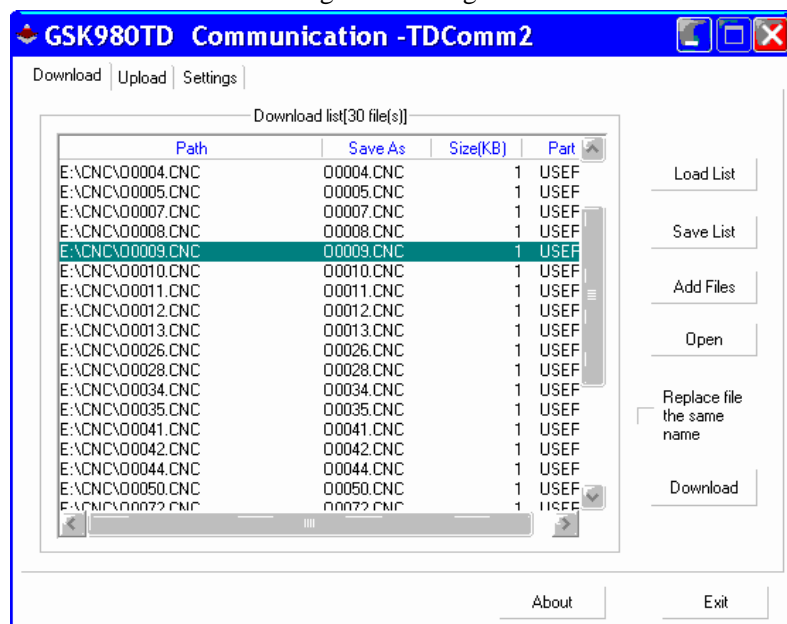 GSK980TD Communication -TDComm2
Download Upload Settings
Download list[30 file(s)]
Path Save As Size(KB) Part
E:\CNC\O0004.CNC O0004.CNC 1 USEF
E:\CNC\O0005.CNC O0005.CNC 1 USEF
E:\CNC\O0007.CNC O0007.CNC 1 USEF
E:\CNC\O0008.CNC O0008.CNC 1 USEF
E:\CNC\O0009.CNC O0009.CNC 1 USEF
E:\CNC\O0010.CNC O0010.CNC 1 USEF
E:\CNC\O0011.CNC O0011.CNC 1 USEF
E:\CNC\O0012.CNC O0012.CNC 1 USEF
E:\CNC\O0013.CNC O0013.CNC 1 USEF
E:\CNC\O0026.CNC O0026.CNC 1 USEF
E:\CNC\O0028.CNC O0028.CNC 1 USEF
E:\CNC\O0034.CNC O0034.CNC 1 USEF
E:\CNC\O0035.CNC O0035.CNC 1 USEF
E:\CNC\O0041.CNC O0041.CNC 1 USEF
E:\CNC\O0042.CNC O0042.CNC 1 USEF
E:\CNC\O0044.CNC O0044.CNC 1 USEF
E:\CNC\O0050.CNC O0050.CNC 1 USEF
E:\CNC\O0072.CNC O0072.CNC 1 USEF
Load List
Save List
Add Files
Open
Replace file
the same
name
Download
About Exit